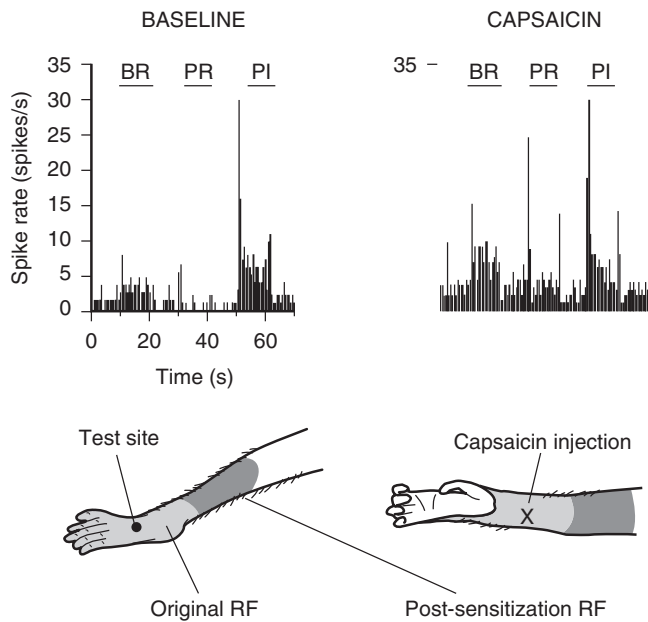 BASELINE
CAPSAICIN
35
30
25
20
15
10
5
0
Spike rate (spikes/s)
BR PR PI
0 20 40 60
Time (s)
35
BR PR PI
Test site
Capsaicin injection
X
Original RF
Post-sensitization RF